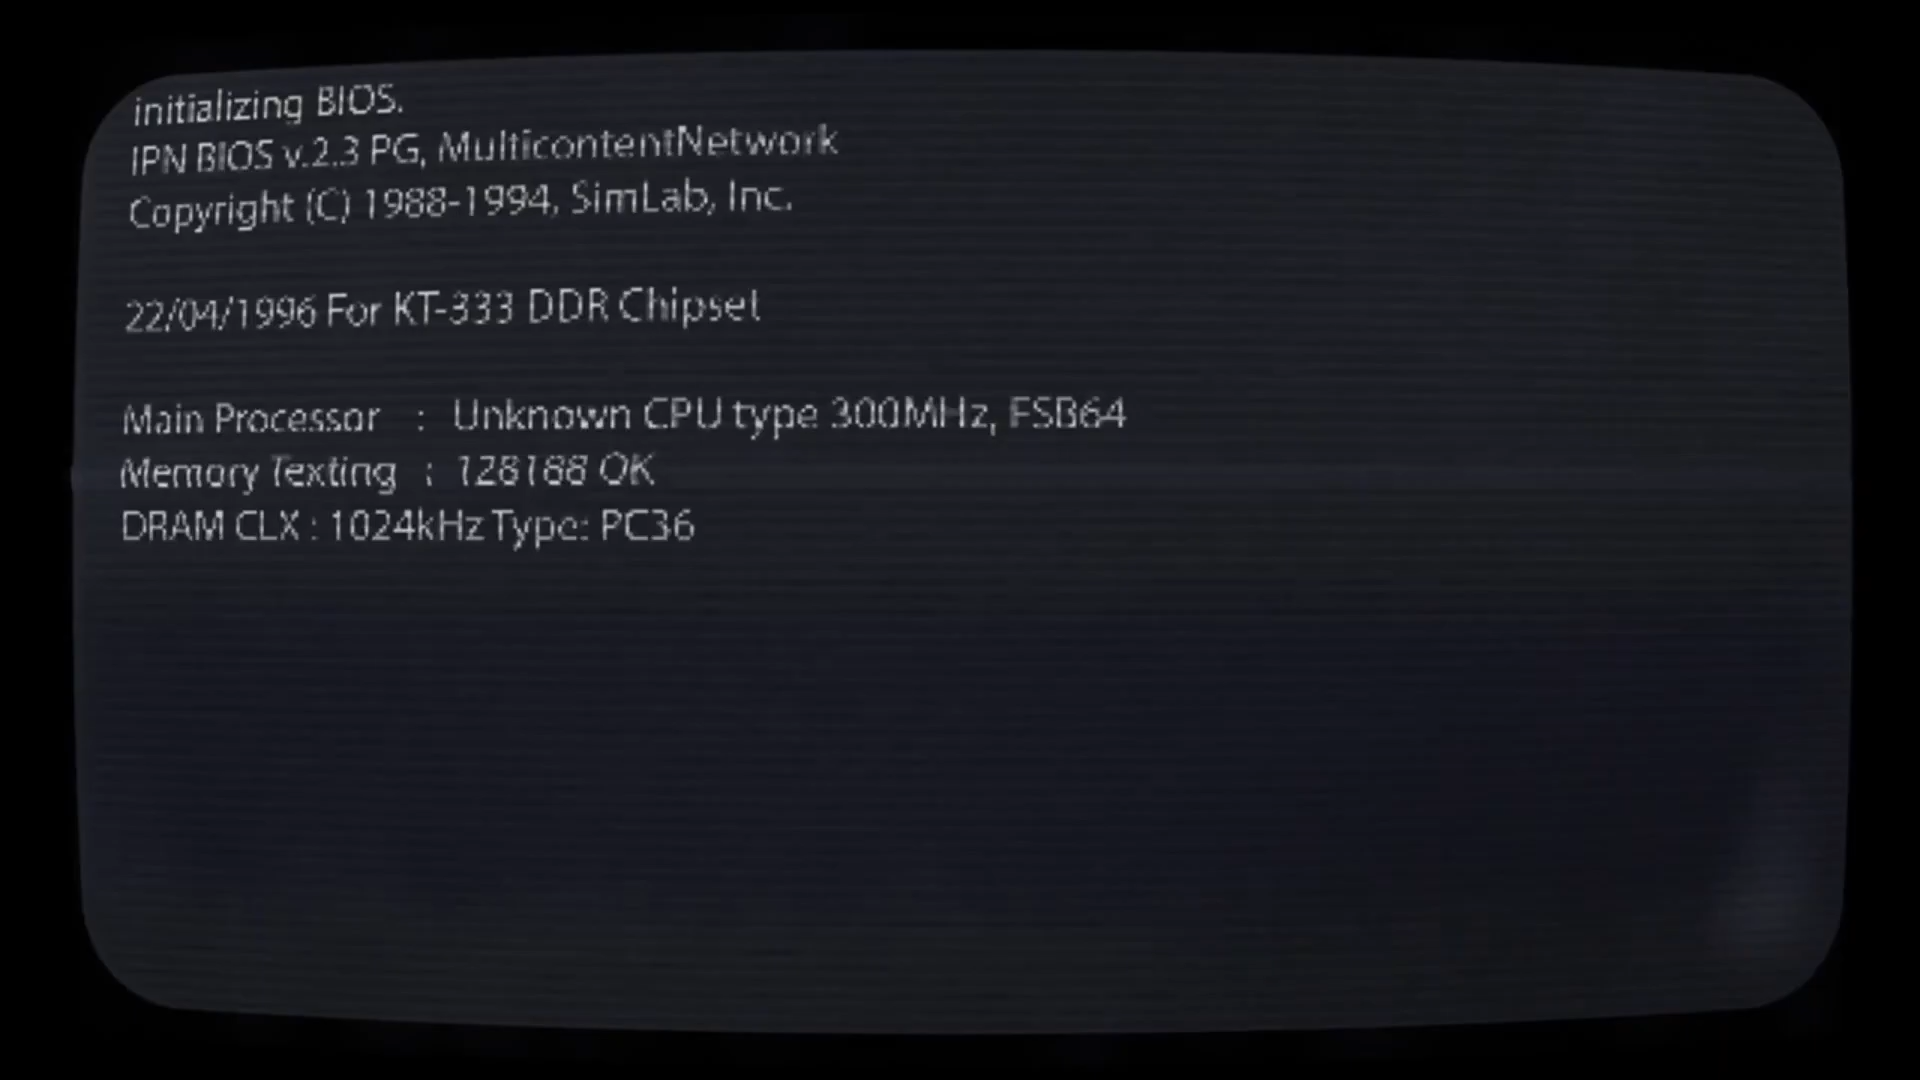 initializing BIOS.
IPN BIOS v.2.3 PG, MulticontentNetwork
Copyright (C) 1988-1994, SimLab, Inc.
22/04/1996 For KT-333 DDR Chipset
Main Processor : Unknown CPU type 300MHz, FSB64
Memory Texting : 128188 OK
DRAM CLX : 1024kHz Type: PC36